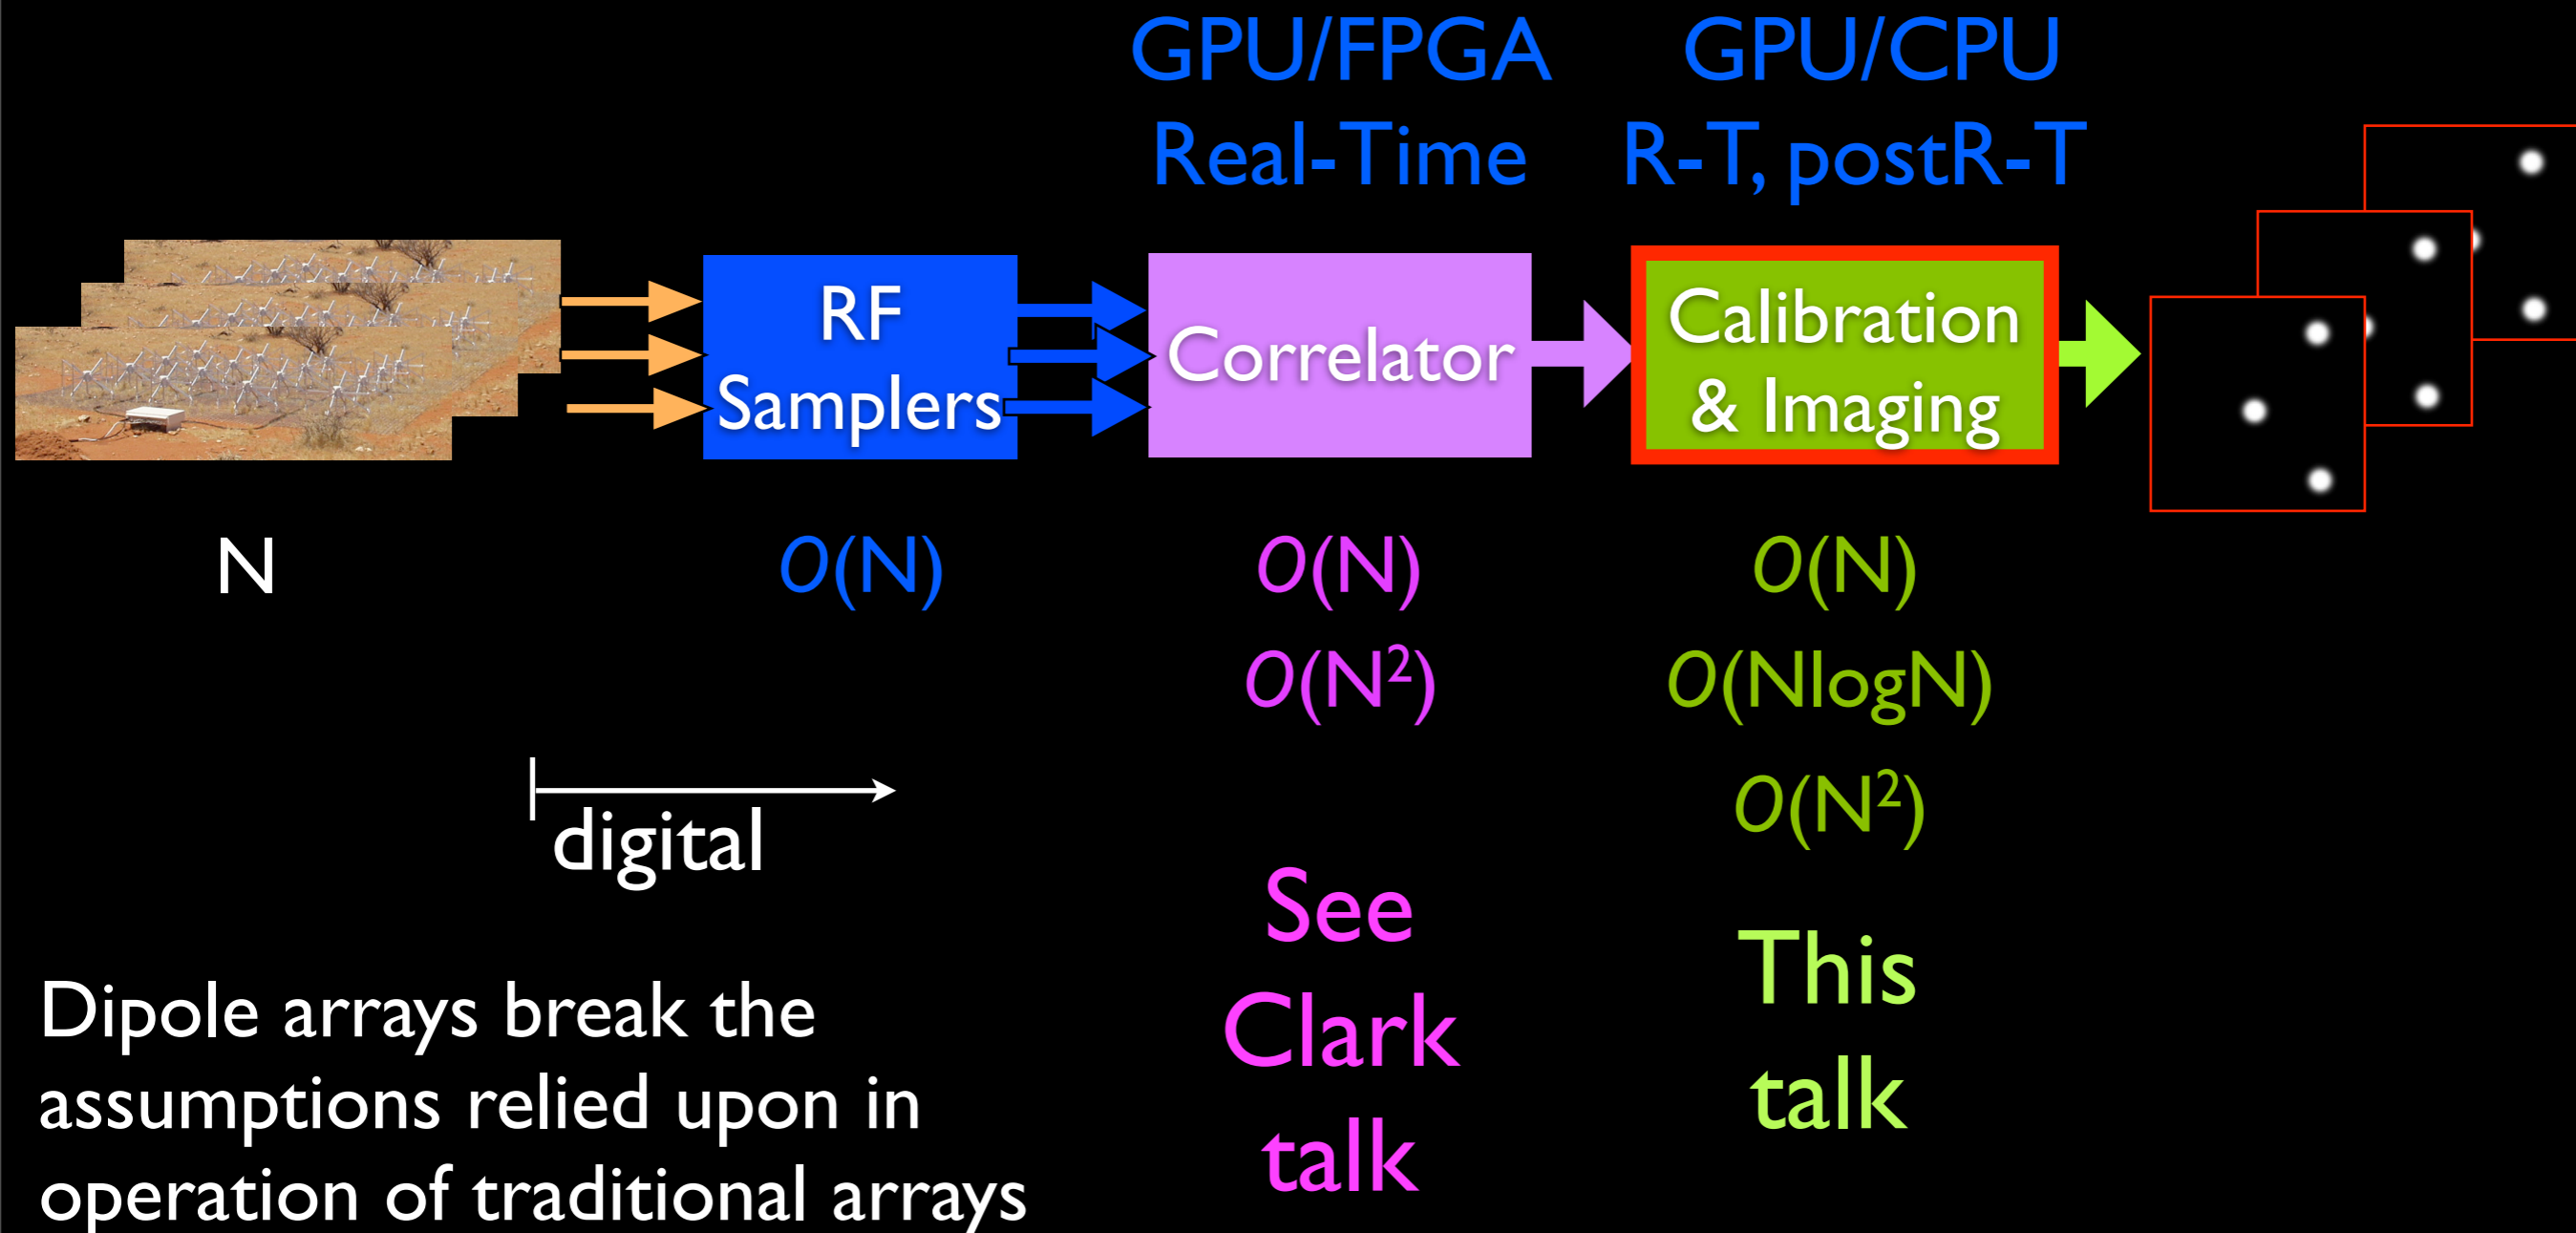 GPU/FPGA
Real-Time
GPU/CPU
R-T, postR-T
RF
Samplers
Correlator
Calibration
& Imaging
N
O(N)
O(N)
O(N²)
O(N)
O(NlogN)
O(N²)
digital
See
Clark
talk
This
talk
Dipole arrays break the
assumptions relied upon in
operation of traditional arrays